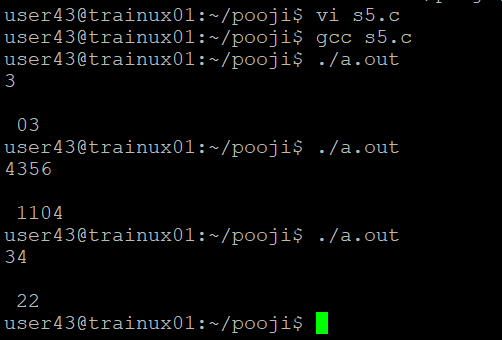 user43@trainux01:~/pooji$ vi s5.c
user43@trainux01:~/pooji$ gcc s5.c
user43@trainux01:~/pooji$ ./a.out
3
03
user43@trainux01:~/pooji$ ./a.out
4356
1104
user43@trainux01:~/pooji$ ./a.out
34
22
user43@trainux01:~/pooji$